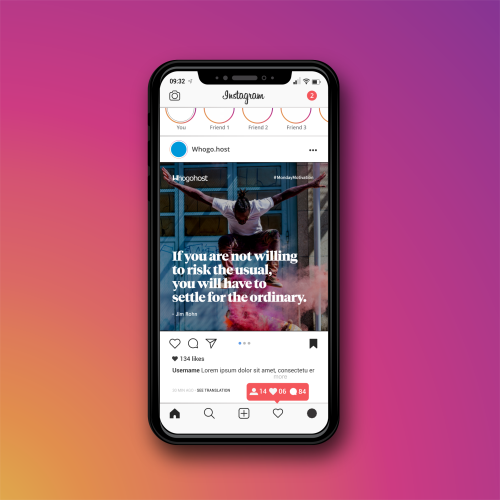 09:32
Instagram
2
You
Friend 1
Friend 2
Friend 3
Whogo.host
Whogohost
#MondayMotivation
If you are not willing
to risk the usual,
you will have to
settle for the ordinary.
- Jim Rohn
134 likes
Username Lorem ipsum dolor sit amet, consectetu er
more
SEE TRANSLATION
14
06
84